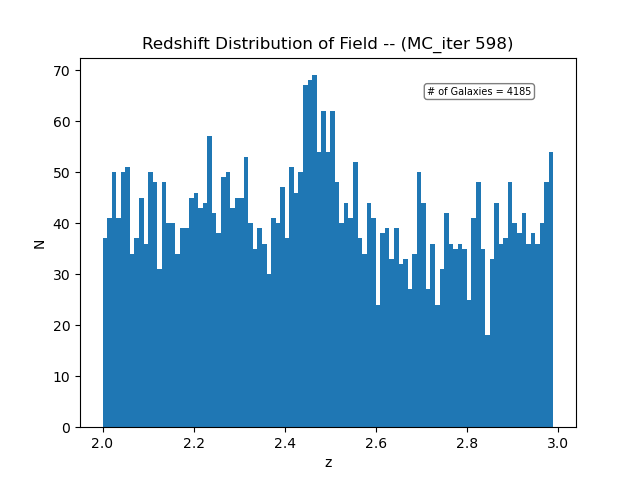 Redshift Distribution of Field -- (MC_iter 598)
# of Galaxies = 4185
70
60
50
40
30
20
10
0
N
2.0 2.2 2.4 2.6 2.8 3.0
z